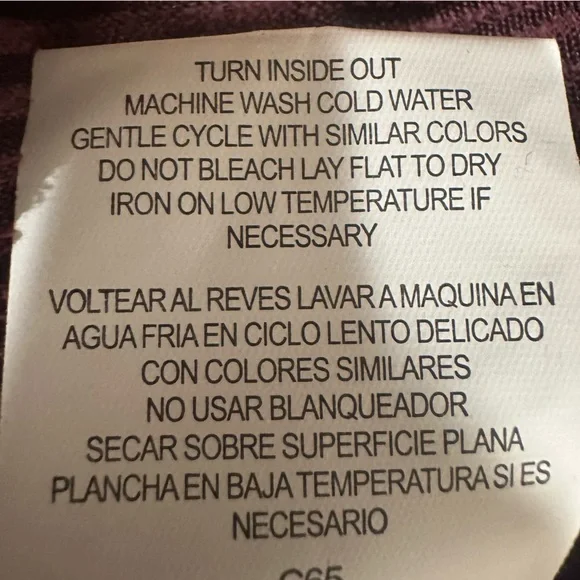 TURN INSIDE OUT
MACHINE WASH COLD WATER
GENTLE CYCLE WITH SIMILAR COLORS
DO NOT BLEACH LAY FLAT TO DRY
IRON ON LOW TEMPERATURE IF
NECESSARY
VOLTEAR AL REVES LAVAR A MAQUINA EN
AGUA FRIA EN CICLO LENTO DELICADO
CON COLORES SIMILARES
NO USAR BLANQUEADOR
SECAR SOBRE SUPERFICIE PLANA
PLANCHA EN BAJA TEMPERATURA SI ES
NECESARIO